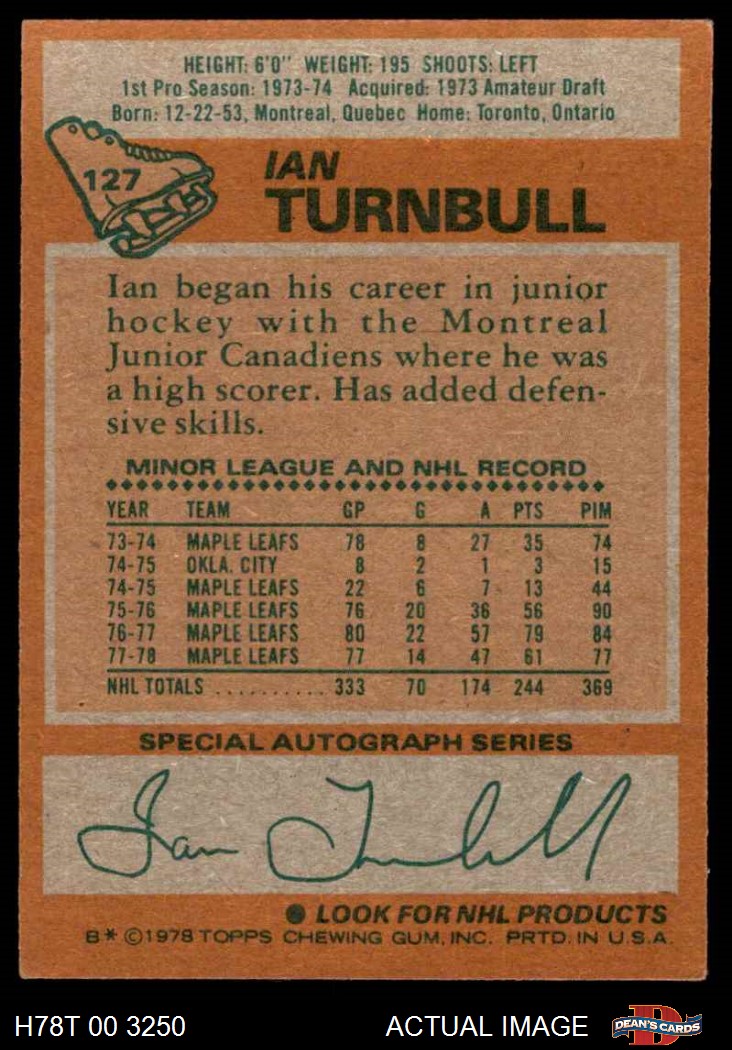 HEIGHT: 6'0" WEIGHT: 195 SHOOTS: LEFT
1st Pro Season: 1973-74 Acquired: 1973 Amateur Draft
Born: 12-22-53, Montreal, Quebec Home: Toronto, Ontario
127
IAN
TURNBULL
Ian began his career in junior
hockey with the Montreal
Junior Canadiens where he was
a high scorer. Has added defen-
sive skills.
MINOR LEAGUE AND NHL RECORD
YEAR TEAM GP G A PTS PIM
73-74 MAPLE LEAFS 78 8 27 35 74
74-75 OKLA. CITY 8 2 1 3 15
74-75 MAPLE LEAFS 22 6 7 13 44
75-76 MAPLE LEAFS 76 20 36 56 90
76-77 MAPLE LEAFS 80 22 57 79 84
77-78 MAPLE LEAFS 77 14 47 61 77
NHL TOTALS .......... 333 70 174 244 369
SPECIAL AUTOGRAPH SERIES
Ian Turnbull
● LOOK FOR NHL PRODUCTS
B* ©1978 TOPPS CHEWING GUM, INC. PRTD. IN U.S.A.
H78T 00 3250 ACTUAL IMAGE D DEAN'S CARDS